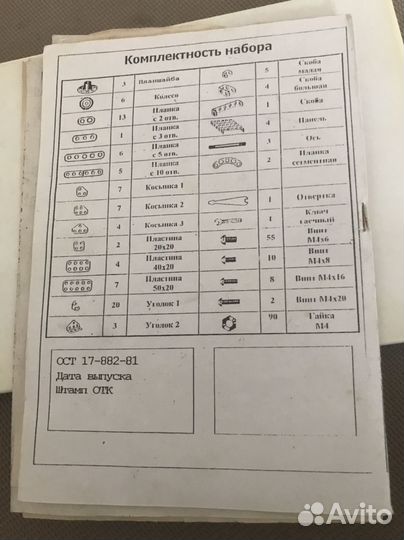 Комплектность набора
3 Планшайба
6 Колесо
13 Планка
с 2 отв.
1 Планка
с 3 отв.
6 Планка
с 5 отв.
5 Планка
с 10 отв.
7 Косынка 1
7 Косынка 2
4 Косынка 3
2 Пластина
20х20
4 Пластина
40х20
7 Пластина
50х20
20 Уголок 1
3 Уголок 2
5 Скоба
малая
4 Скоба
большая
1 Скоба
4 Панель
3 Ось
2 Планка
сегментная
1 Отвертка
1 Ключ
гаечный
55 Винт
М4х6
10 Винт
М4х8
8 Винт М4х16
2 Винт М4х20
90 Гайка
М4
ОСТ 17-882-81
Дата выпуска
Штамп ОТК
Avito